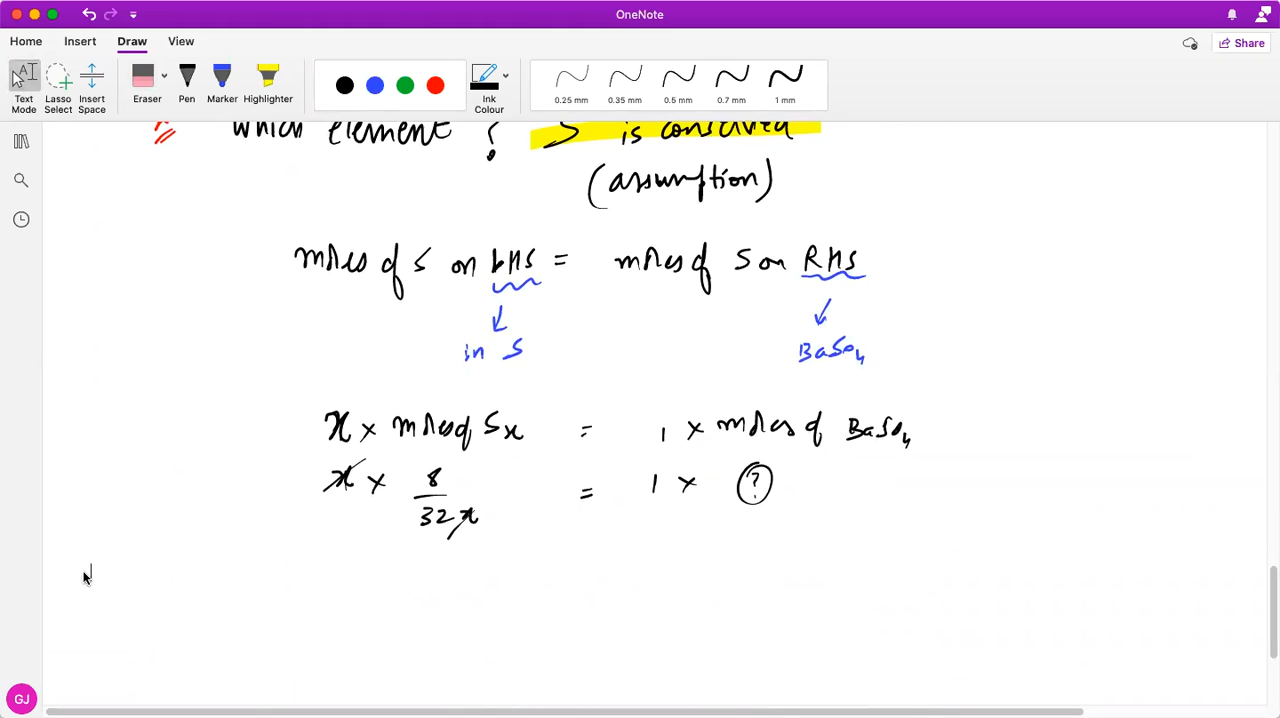 OneNote
Home Insert Draw View
Share
Text Mode
Lasso Select
Insert Space
Eraser
Pen
Marker
Highlighter
Ink Colour
0.25 mm 0.35 mm 0.5 mm 0.7 mm 1 mm
which element ? S is conserved
(assumption)
moles of S on LHS = moles of S on RHS
in S BaSO4
x × moles of Sx = 1 × moles of BaSO4
x × 8/32x = 1 × ?
GJ